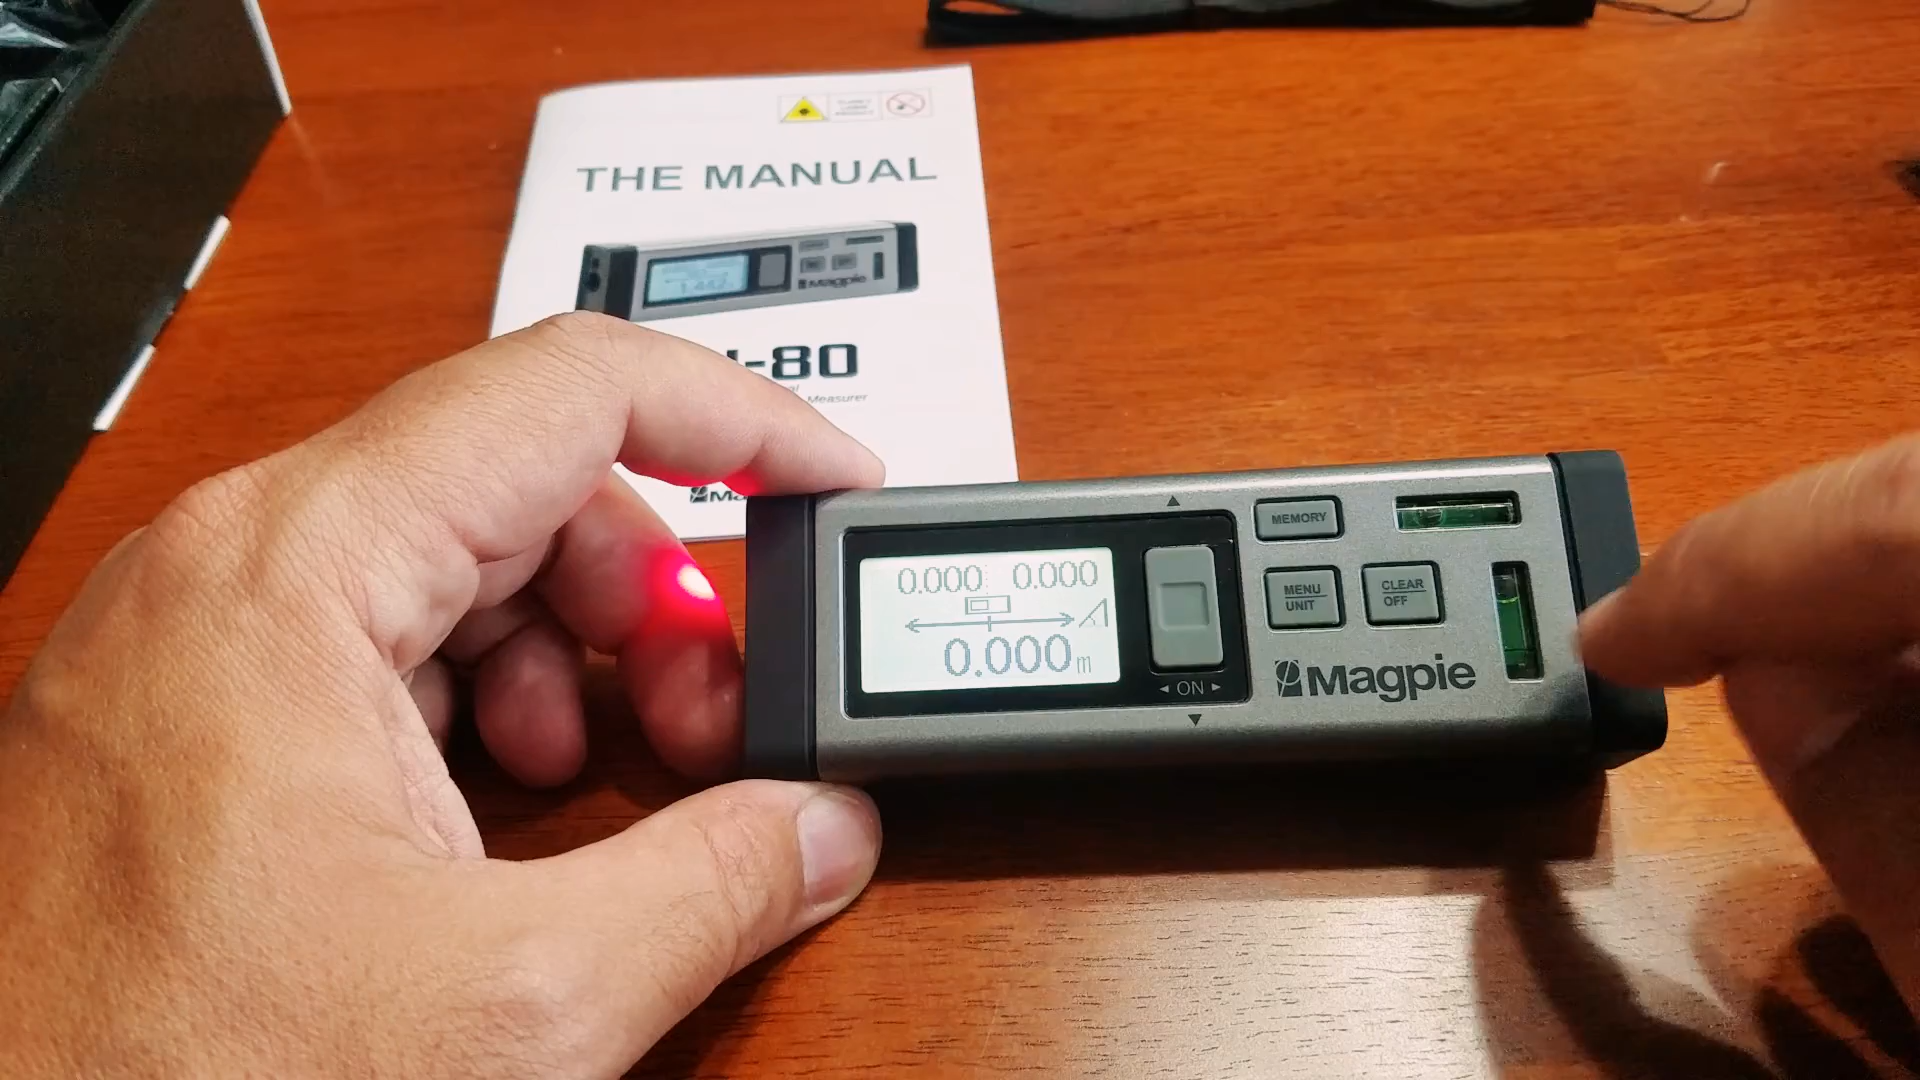 THE MANUAL
1.442
Magpie
-80
Measurer
Ma
0.000 0.000
0.000 m
◄ ON ►
MEMORY
MENU
UNIT
CLEAR
OFF
Magpie